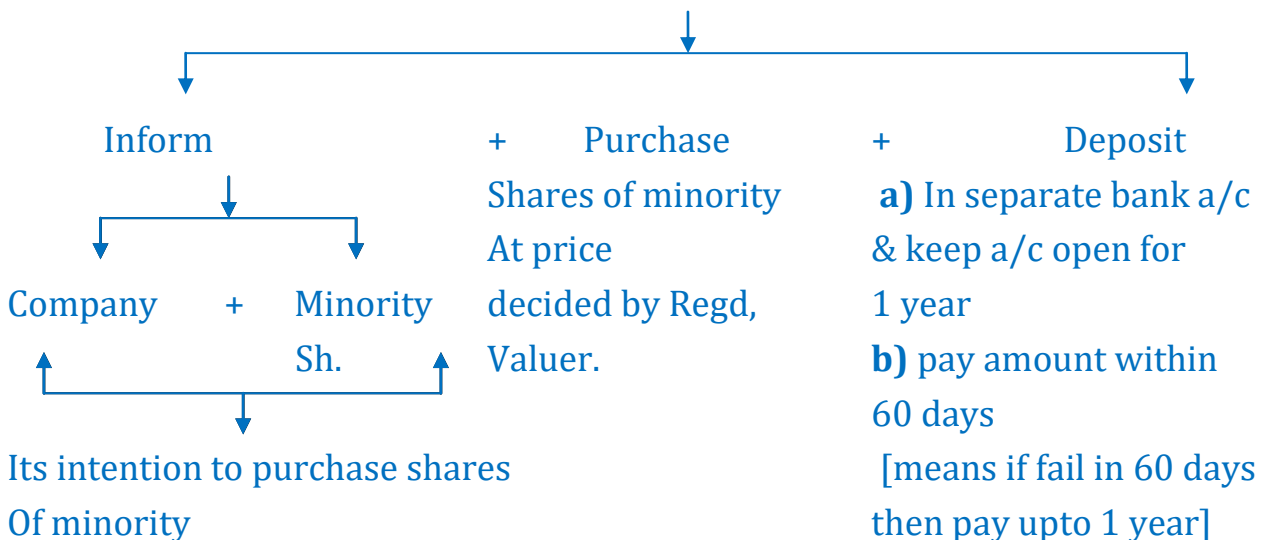 Inform + Purchase + Deposit
Shares of minority a) In separate bank a/c
At price & keep a/c open for
Company + Minority decided by Regd, 1 year
Sh. Valuer. b) pay amount within
60 days
Its intention to purchase shares [means if fail in 60 days
Of minority then pay upto 1 year]